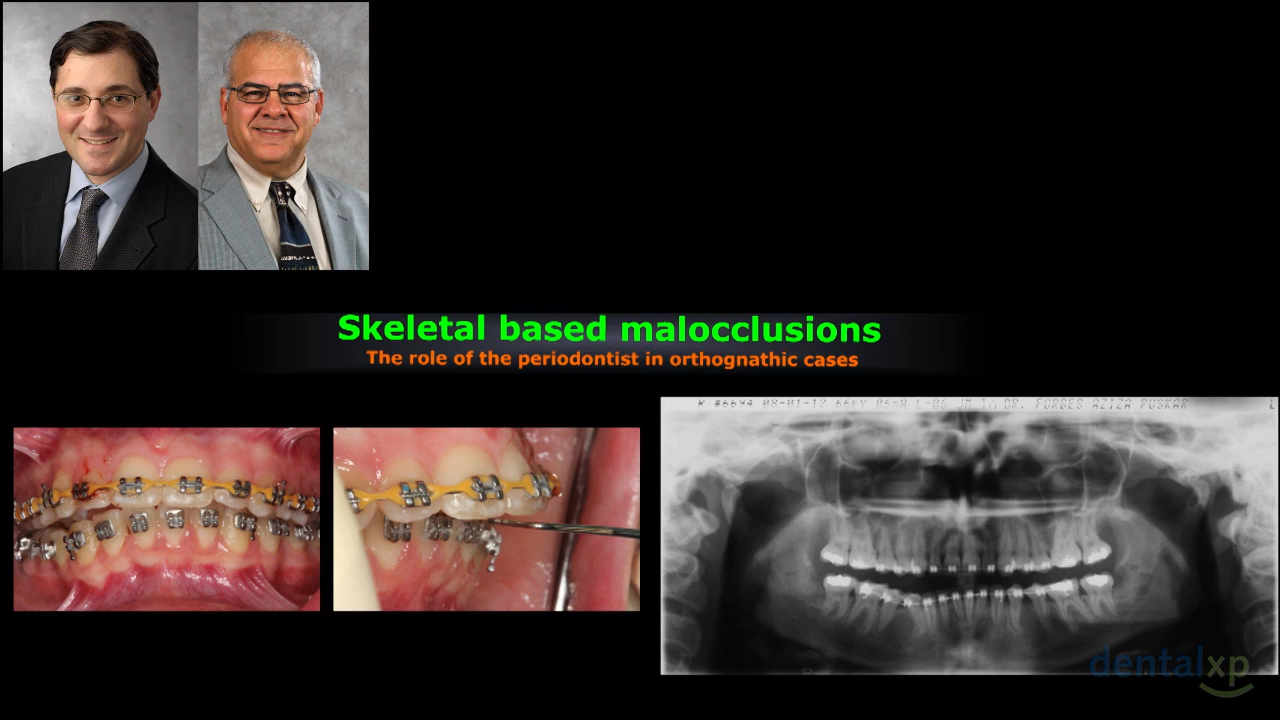 Skeletal based malocclusions
The role of the periodontist in orthognathic cases
DR. FORBES AZIZA PUSKAR
L
dentalxp